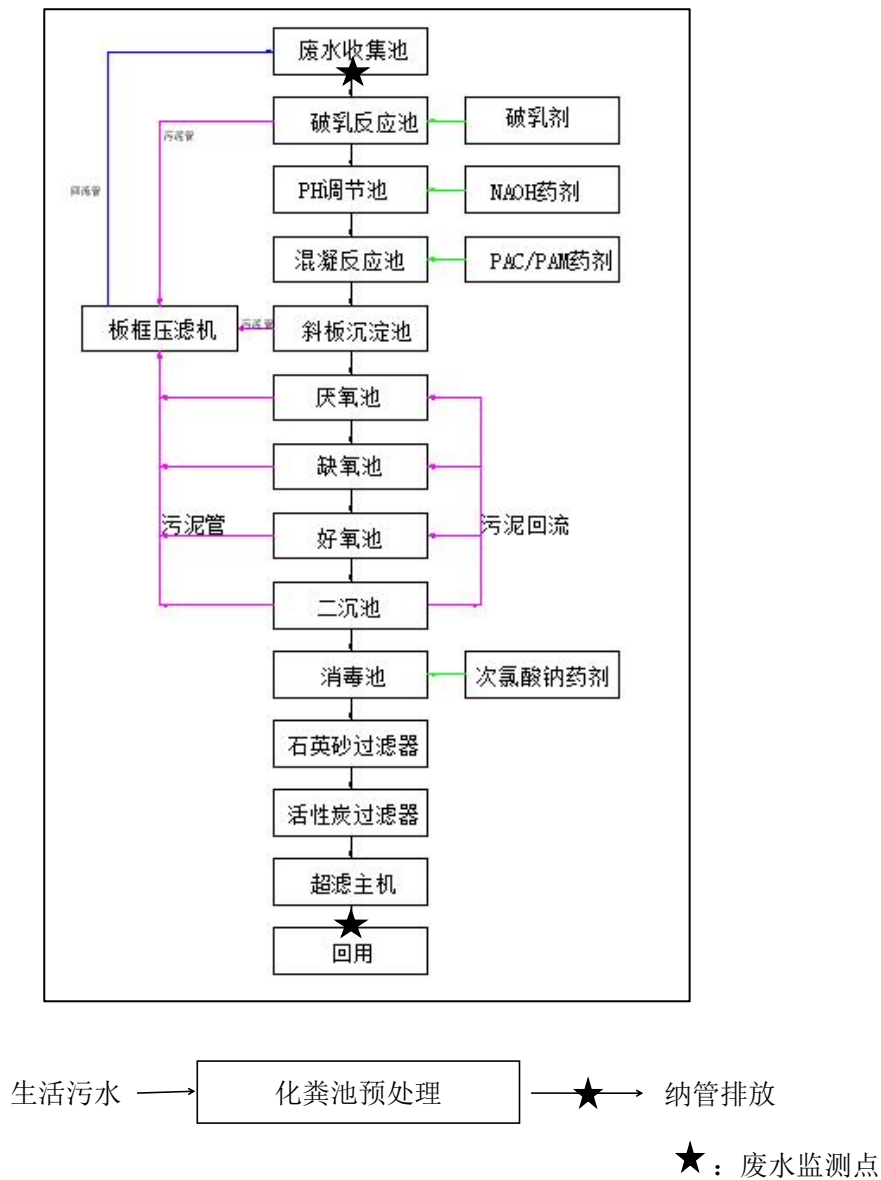 废水收集池
破乳反应池
破乳剂
污泥管
PH调节池
NAOH药剂
回流管
混凝反应池
PAC/PAM药剂
板框压滤机
污泥管
斜板沉淀池
厌氧池
缺氧池
污泥管
好氧池
污泥回流
二沉池
消毒池
次氯酸钠药剂
石英砂过滤器
活性炭过滤器
超滤主机
回用
生活污水
化粪池预处理
纳管排放
★：废水监测点